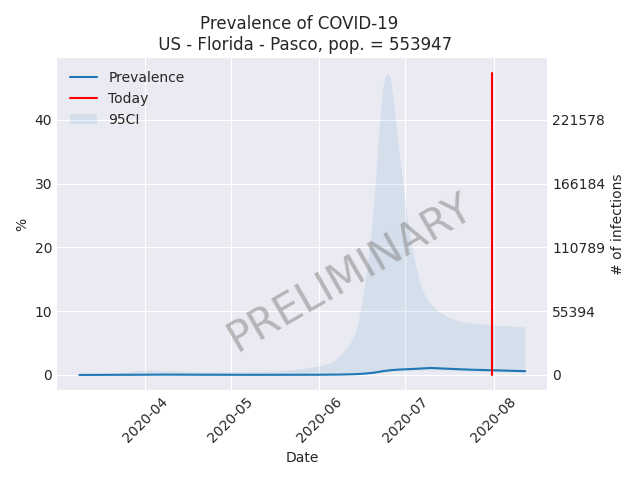 Prevalence of COVID-19
US - Florida - Pasco, pop. = 553947
Prevalence
Today
95CI
40
30
20
10
0
%
221578
166184
110789
55394
0
# of infections
PRELIMINARY
2020-04
2020-05
2020-06
2020-07
2020-08
Date